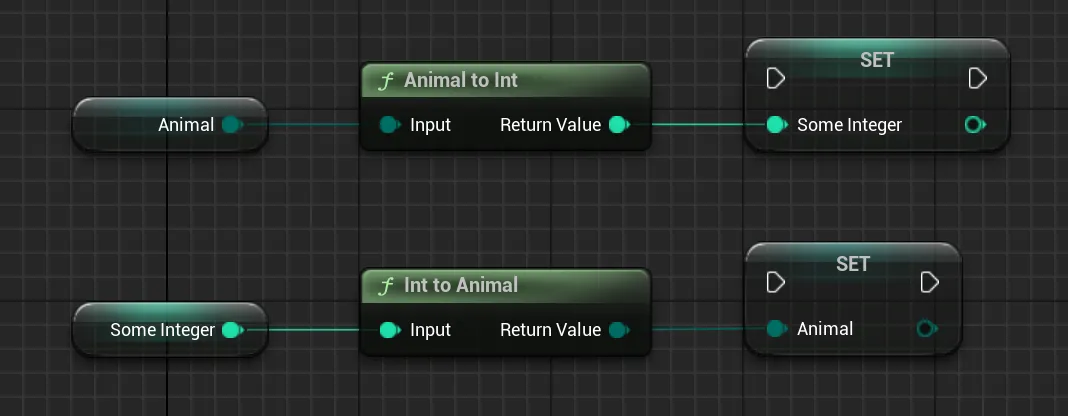 SET
ƒ Animal to Int
Animal Input Return Value Some Integer
SET
ƒ Int to Animal
Some Integer Input Return Value Animal